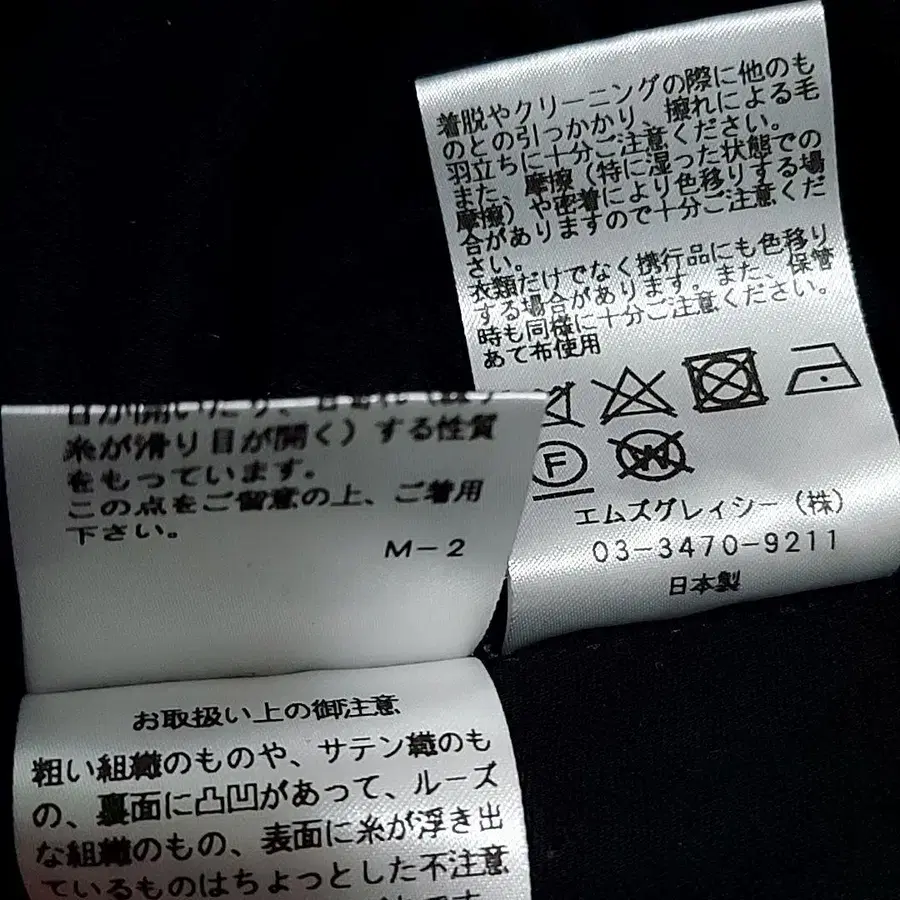 着脱やクリーニングの際に他のも
のとの引っかかり、擦れによる毛
羽立ちに十分ご注意ください。
また、摩擦（特に湿った状態での
摩擦）や密着により色移りする場
合がありますので十分ご注意くだ
さい。
衣類だけでなく携行品にも色移り
する場合があります。また、保管
時も同様に十分ご注意ください。
あて布使用
F
W
エムズグレイシー（株）
03-3470-9211
日本製
糸が滑り目が開く）する性質
をもっています。
この点をご留意の上、ご着用
下さい。
M-2
お取扱い上の御注意
粗い組織のものや、サテン織のも
の、裏面に凸凹があって、ルーズ
な組織のもの、表面に糸が浮き出
ているものはちょっとした不注意